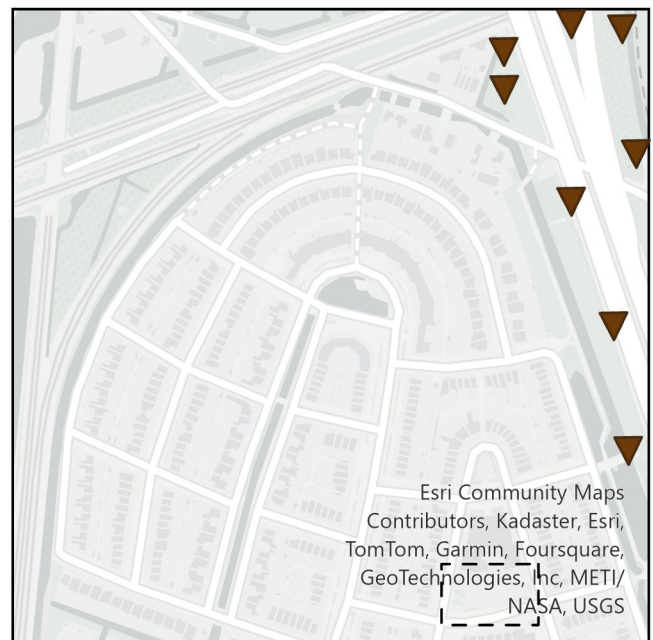 Esri Community Maps
Contributors, Kadaster, Esri,
TomTom, Garmin, Foursquare,
GeoTechnologies, Inc, METI/
NASA, USGS